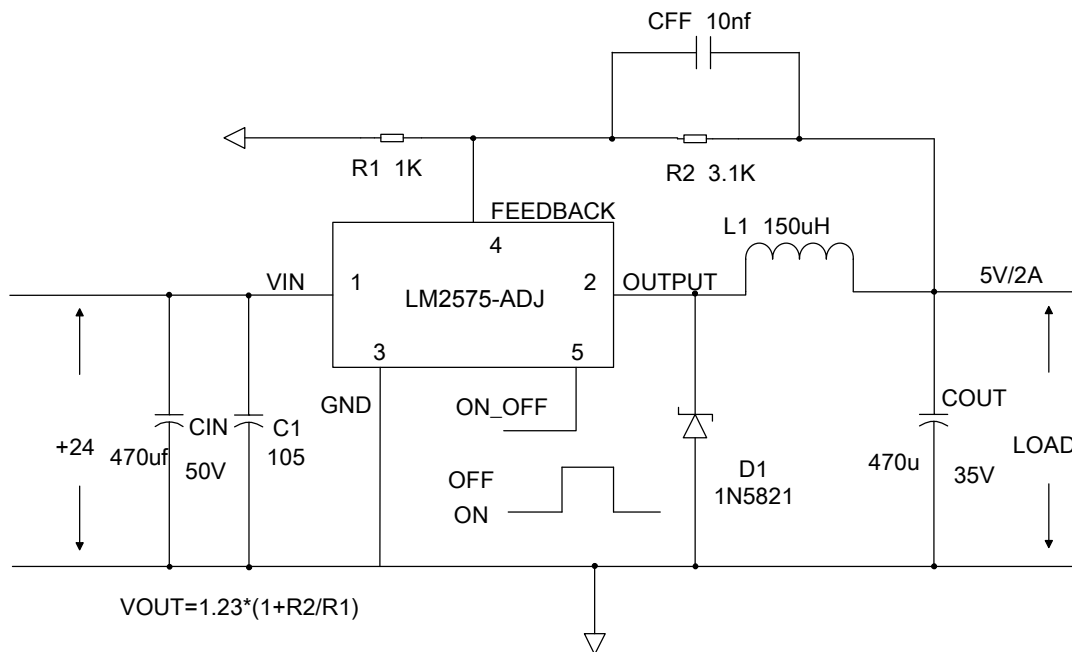 CFF 10nf
R1 1K
R2 3.1K
FEEDBACK
4
L1 150uH
VIN
1
LM2575-ADJ
2
OUTPUT
5V/2A
3
5
GND
ON_OFF
+24
470uf
CIN
50V
C1
105
OFF
ON
D1
1N5821
COUT
470u
35V
LOAD
VOUT=1.23*(1+R2/R1)